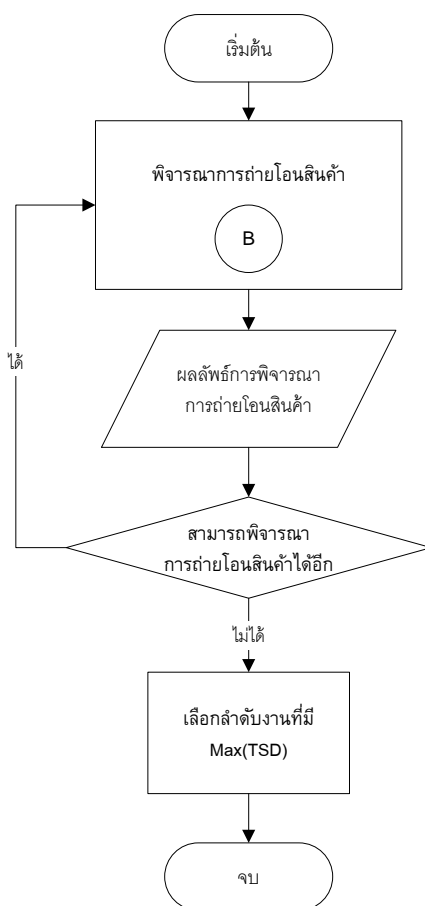 เริ่มต้น
พิจารณาการถ่ายโอนสินค้า
B
ได้
ผลลัพธ์การพิจารณา
การถ่ายโอนสินค้า
สามารถพิจารณา
การถ่ายโอนสินค้าได้อีก
ไม่ได้
เลือกลำดับงานที่มี
Max(TSD)
จบ